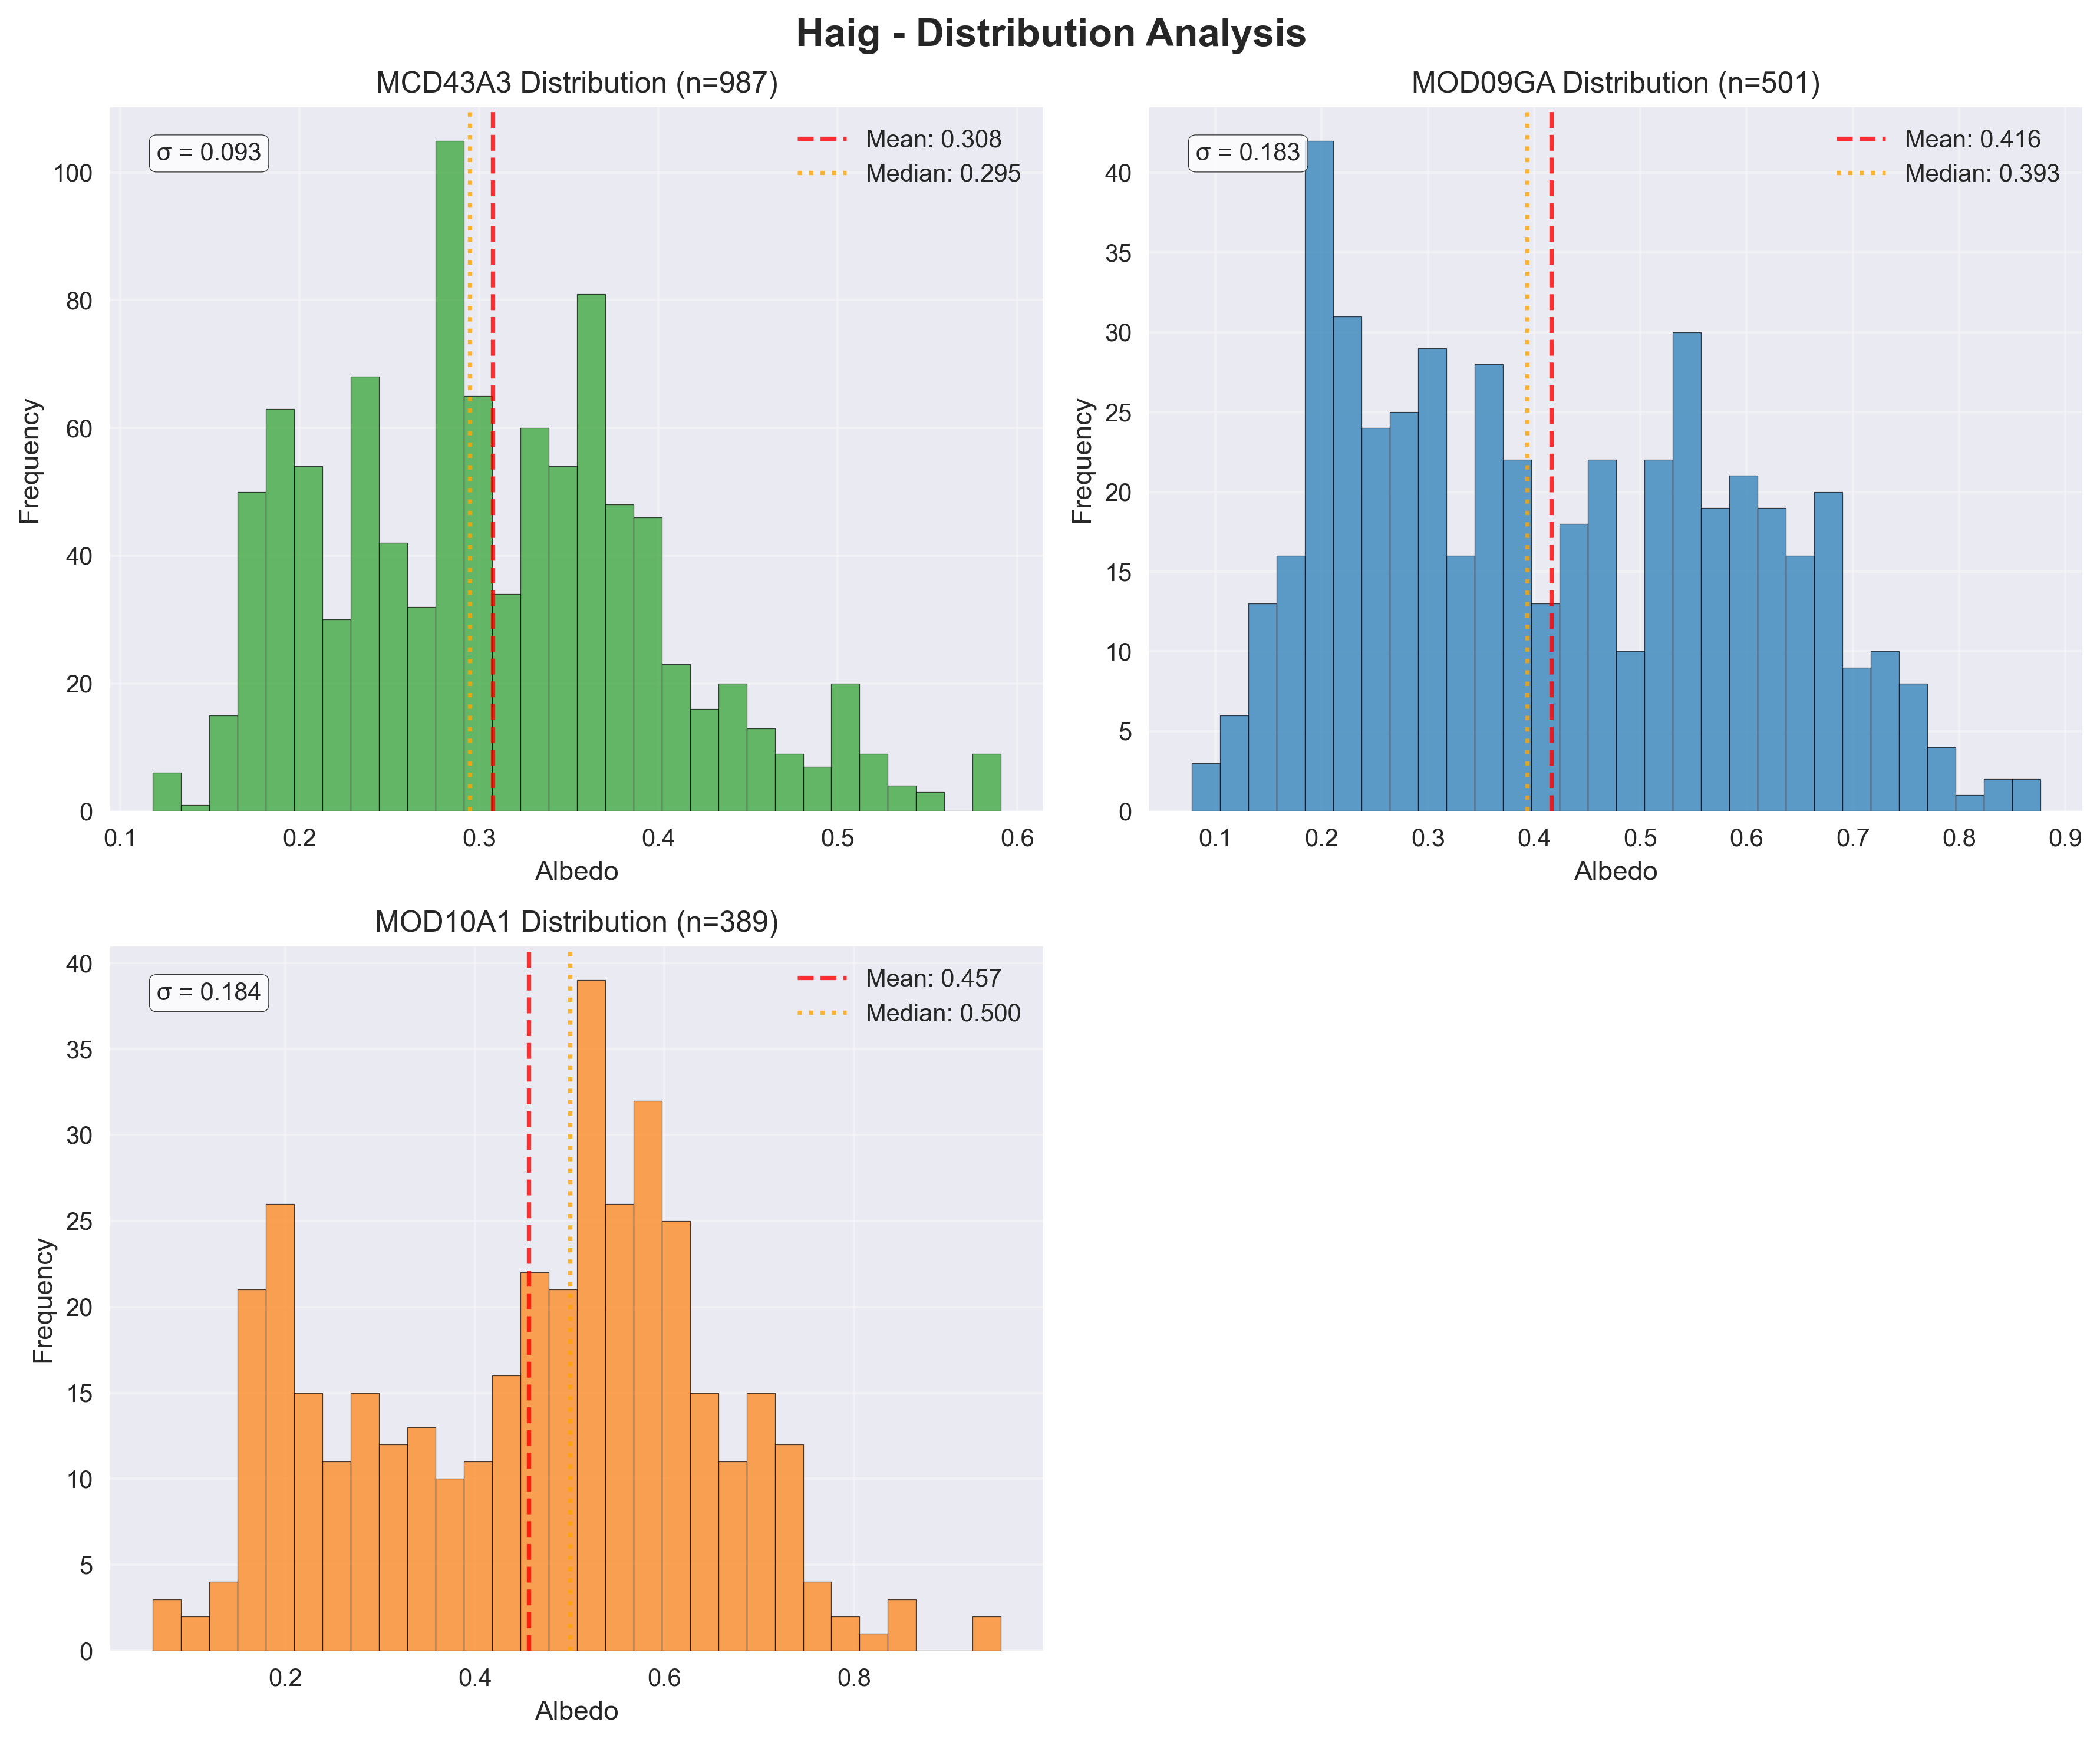 Haig - Distribution Analysis
MCD43A3 Distribution (n=987)
σ = 0.093
Mean: 0.308
Median: 0.295
Frequency
100
80
60
40
20
0
0.1 0.2 0.3 0.4 0.5 0.6
Albedo
MOD09GA Distribution (n=501)
σ = 0.183
Mean: 0.416
Median: 0.393
Frequency
40
35
30
25
20
15
10
5
0
0.1 0.2 0.3 0.4 0.5 0.6 0.7 0.8 0.9
Albedo
MOD10A1 Distribution (n=389)
σ = 0.184
Mean: 0.457
Median: 0.500
Frequency
40
35
30
25
20
15
10
5
0
0.2 0.4 0.6 0.8
Albedo